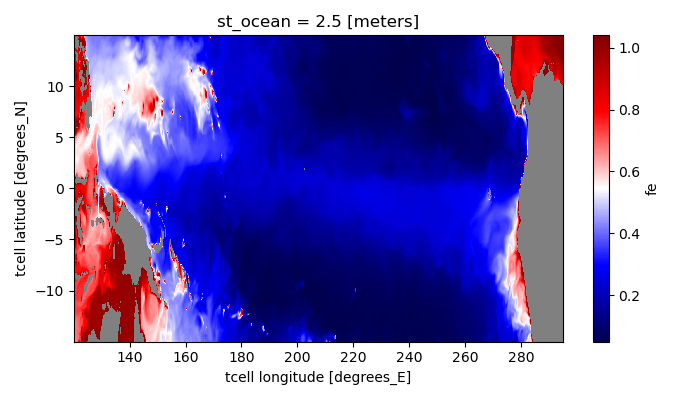 st_ocean = 2.5 [meters]
10
5
0
−5
−10
tcell latitude [degrees_N]
140 160 180 200 220 240 260 280
tcell longitude [degrees_E]
1.0
0.8
0.6
0.4
0.2
fe